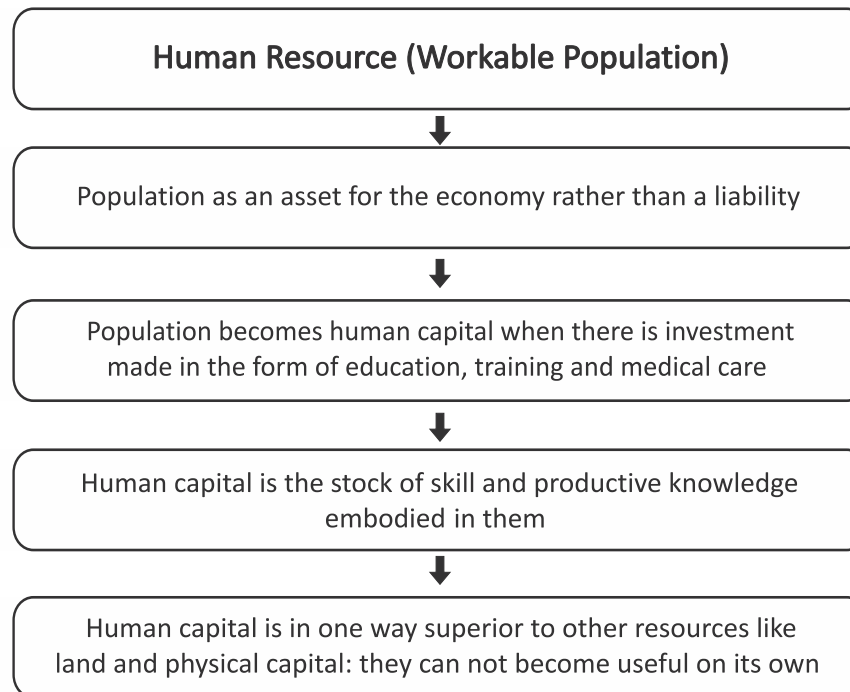 Human Resource (Workable Population)
Population as an asset for the economy rather than a liability
Population becomes human capital when there is investment
made in the form of education, training and medical care
Human capital is the stock of skill and productive knowledge
embodied in them
Human capital is in one way superior to other resources like
land and physical capital: they can not become useful on its own